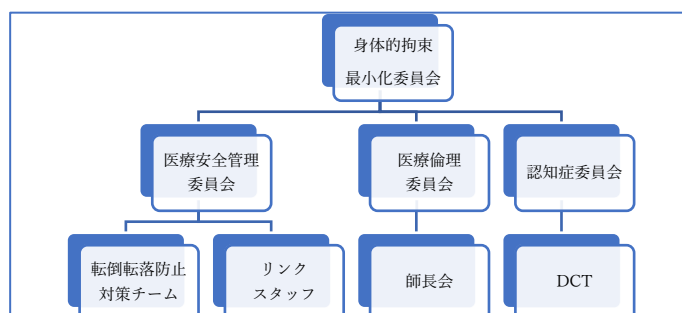 身体的拘束
最小化委員会
医療安全管理
委員会
医療倫理
委員会
認知症委員会
転倒転落防止
対策チーム
リンク
スタッフ
師長会
DCT